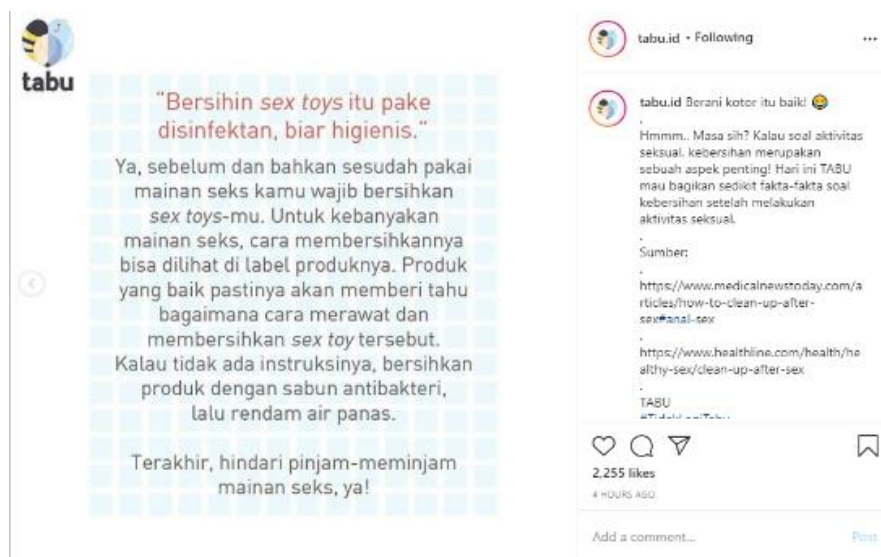 tabu
"Bersihin sex toys itu pake
disinfektan, biar higienis."
Ya, sebelum dan bahkan sesudah pakai
mainan seks kamu wajib bersihkan
sex toys-mu. Untuk kebanyakan
mainan seks, cara membersihkannya
bisa dilihat di label produknya. Produk
yang baik pastinya akan memberi tahu
bagaimana cara merawat dan
membersihkan sex toy tersebut.
Kalau tidak ada instruksinya, bersihkan
produk dengan sabun antibakteri,
lalu rendam air panas.
Terakhir, hindari pinjam-meminjam
mainan seks, ya!
tabu.id • Following
tabu.id Berani kotor itu baik! 😂
.
Hmmm.. Masa sih? Kalau soal aktivitas
seksual, kebersihan merupakan
sebuah aspek penting! Hari ini TABU
mau bagikan sedikit fakta-fakta soal
kebersihan setelah melakukan
aktivitas seksual.
.
Sumber:
.
https://www.medicalnewstoday.com/a
rticles/how-to-clean-up-after-
sex#anal-sex
.
https://www.healthline.com/health/he
althy-sex/clean-up-after-sex
.
TABU
2,255 likes
4 HOURS AGO
Add a comment...
Post